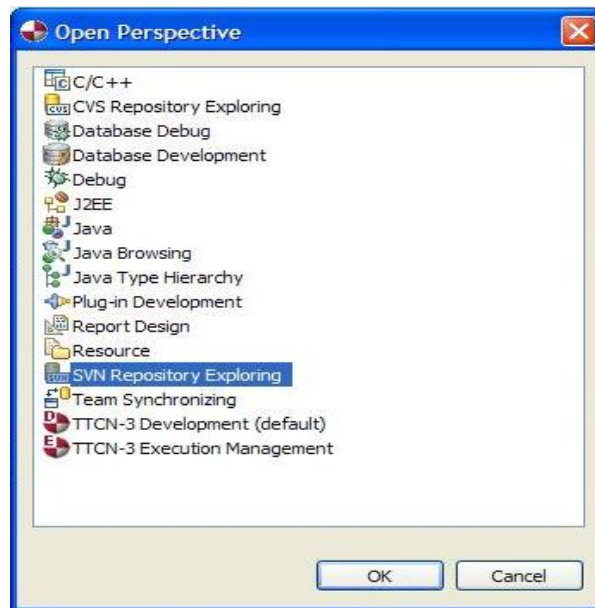 Open Perspective
C/C++
CVS Repository Exploring
Database Debug
Database Development
Debug
J2EE
Java
Java Browsing
Java Type Hierarchy
Plug-in Development
Report Design
Resource
SVN Repository Exploring
Team Synchronizing
TTCN-3 Development (default)
TTCN-3 Execution Management
OK Cancel